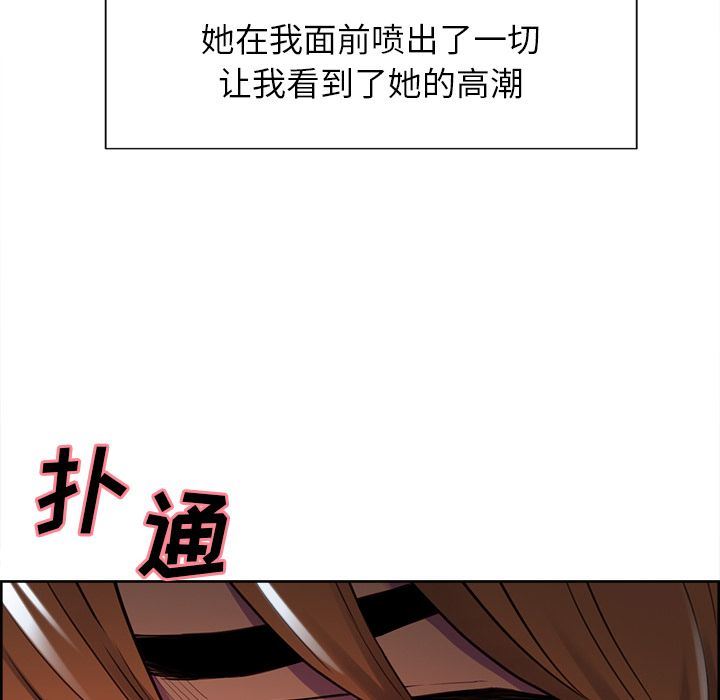 她在我面前喷出了一切
让我看到了她的高潮
扑通